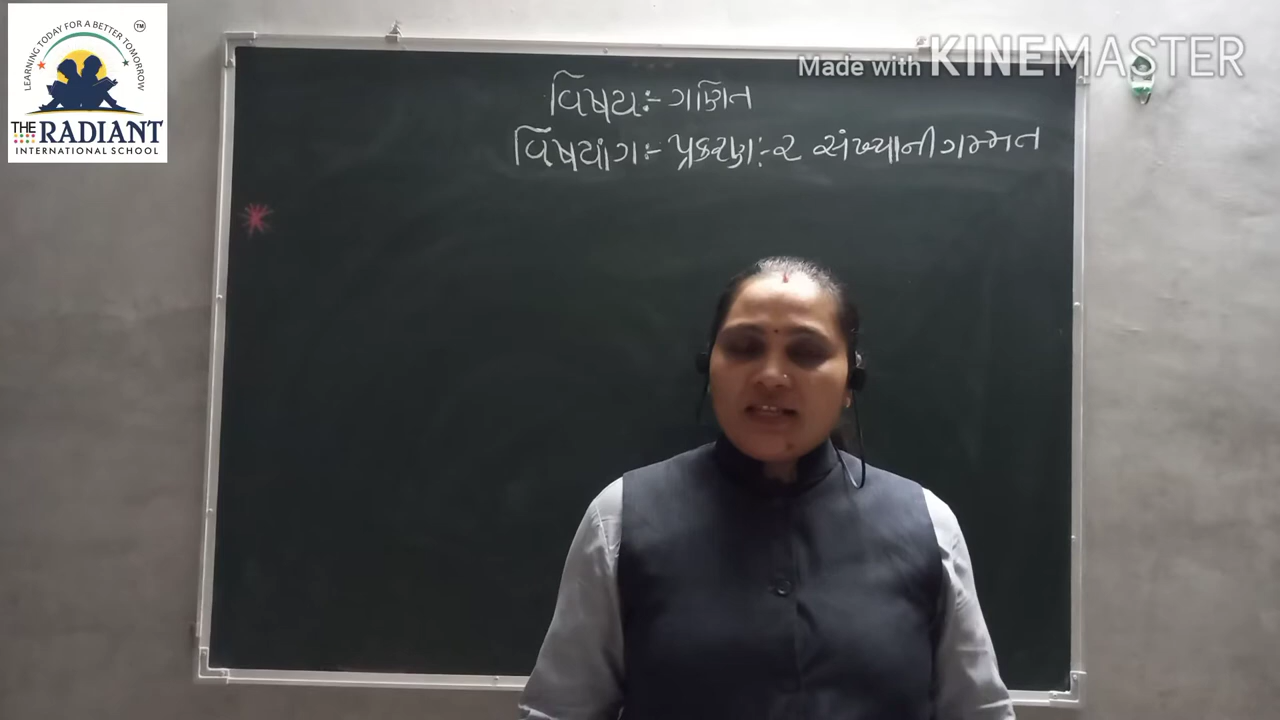 LEARNING TODAY FOR A BETTER TOMORROW
TM
THE RADIANT
INTERNATIONAL SCHOOL
Made with KINEMASTER
વિષય:- ગણિત
વિષયાંગ:- પ્રકરણ:-૨ સંખ્યાની ગમ્મત